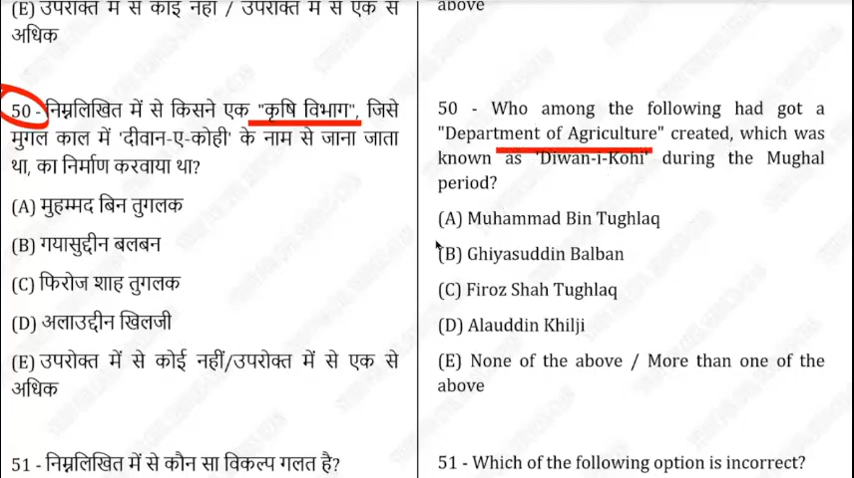 (E) उपरोक्त में से कोई नहीं / उपरोक्त में से एक से
अधिक
50 - निम्नलिखित में से किसने एक "कृषि विभाग", जिसे
मुगल काल में 'दीवान-ए-कोही' के नाम से जाना जाता
था, का निर्माण करवाया था?
(A) मुहम्मद बिन तुगलक
(B) गयासुद्दीन बलबन
(C) फिरोज शाह तुगलक
(D) अलाउद्दीन खिलजी
(E) उपरोक्त में से कोई नहीं/उपरोक्त में से एक से
अधिक
51 - निम्नलिखित में से कौन सा विकल्प गलत है?
above
50 - Who among the following had got a
"Department of Agriculture" created, which was
known as 'Diwan-i-Kohi' during the Mughal
period?
(A) Muhammad Bin Tughlaq
(B) Ghiyasuddin Balban
(C) Firoz Shah Tughlaq
(D) Alauddin Khilji
(E) None of the above / More than one of the
above
51 - Which of the following option is incorrect?